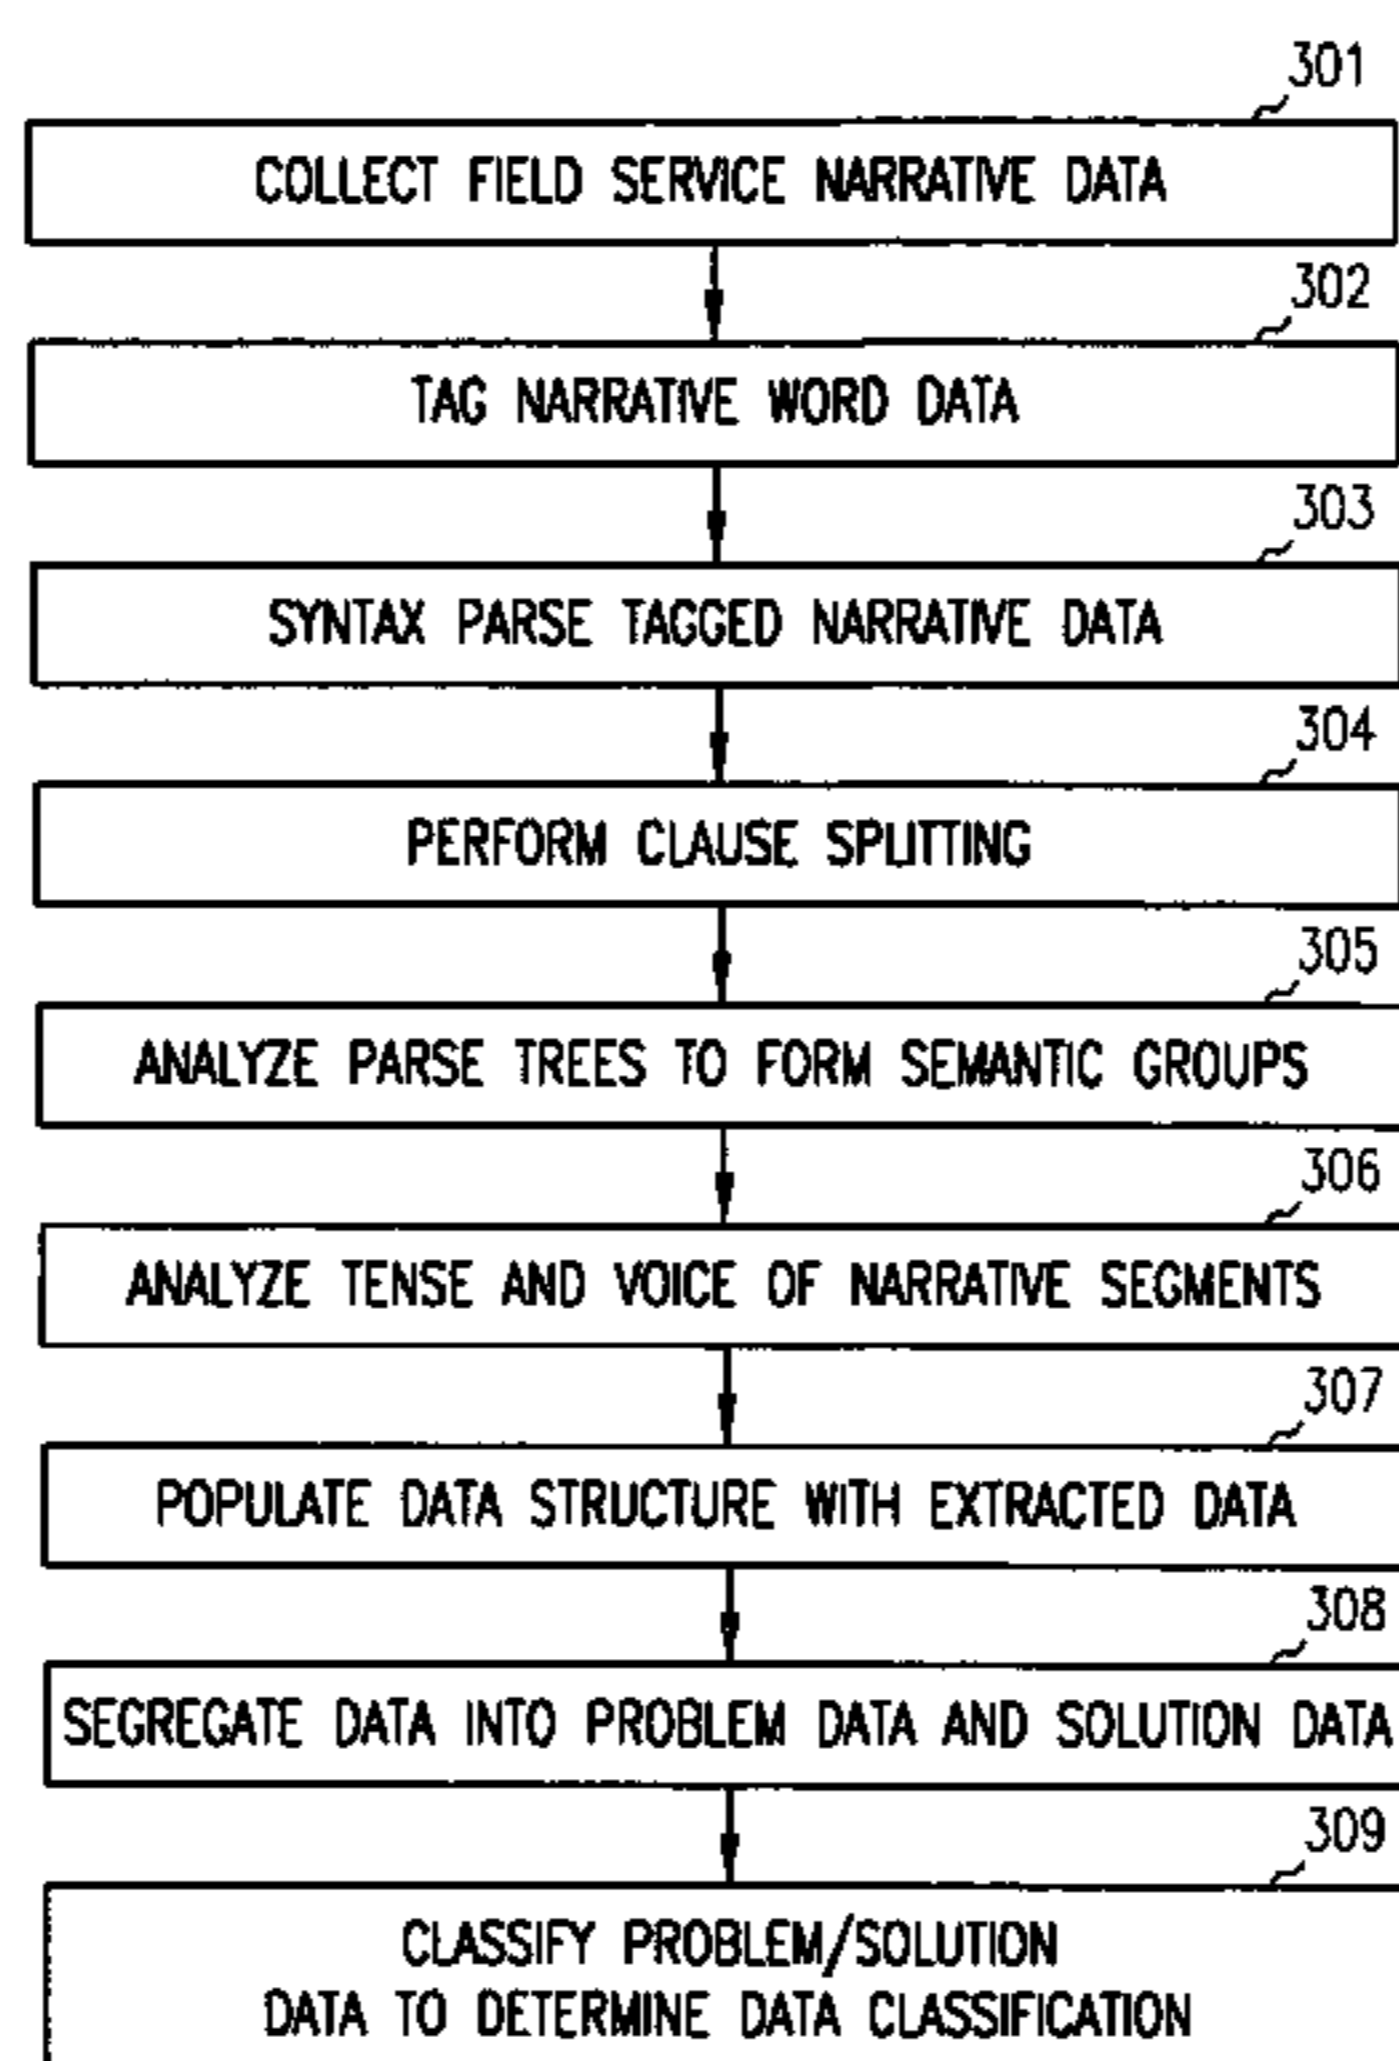 301
COLLECT FIELD SERVICE NARRATIVE DATA
302
TAG NARRATIVE WORD DATA
303
SYNTAX PARSE TAGGED NARRATIVE DATA
304
PERFORM CLAUSE SPLITTING
305
ANALYZE PARSE TREES TO FORM SEMANTIC GROUPS
306
ANALYZE TENSE AND VOICE OF NARRATIVE SEGMENTS
307
POPULATE DATA STRUCTURE WITH EXTRACTED DATA
308
SEGREGATE DATA INTO PROBLEM DATA AND SOLUTION DATA
309
CLASSIFY PROBLEM/SOLUTION
DATA TO DETERMINE DATA CLASSIFICATION